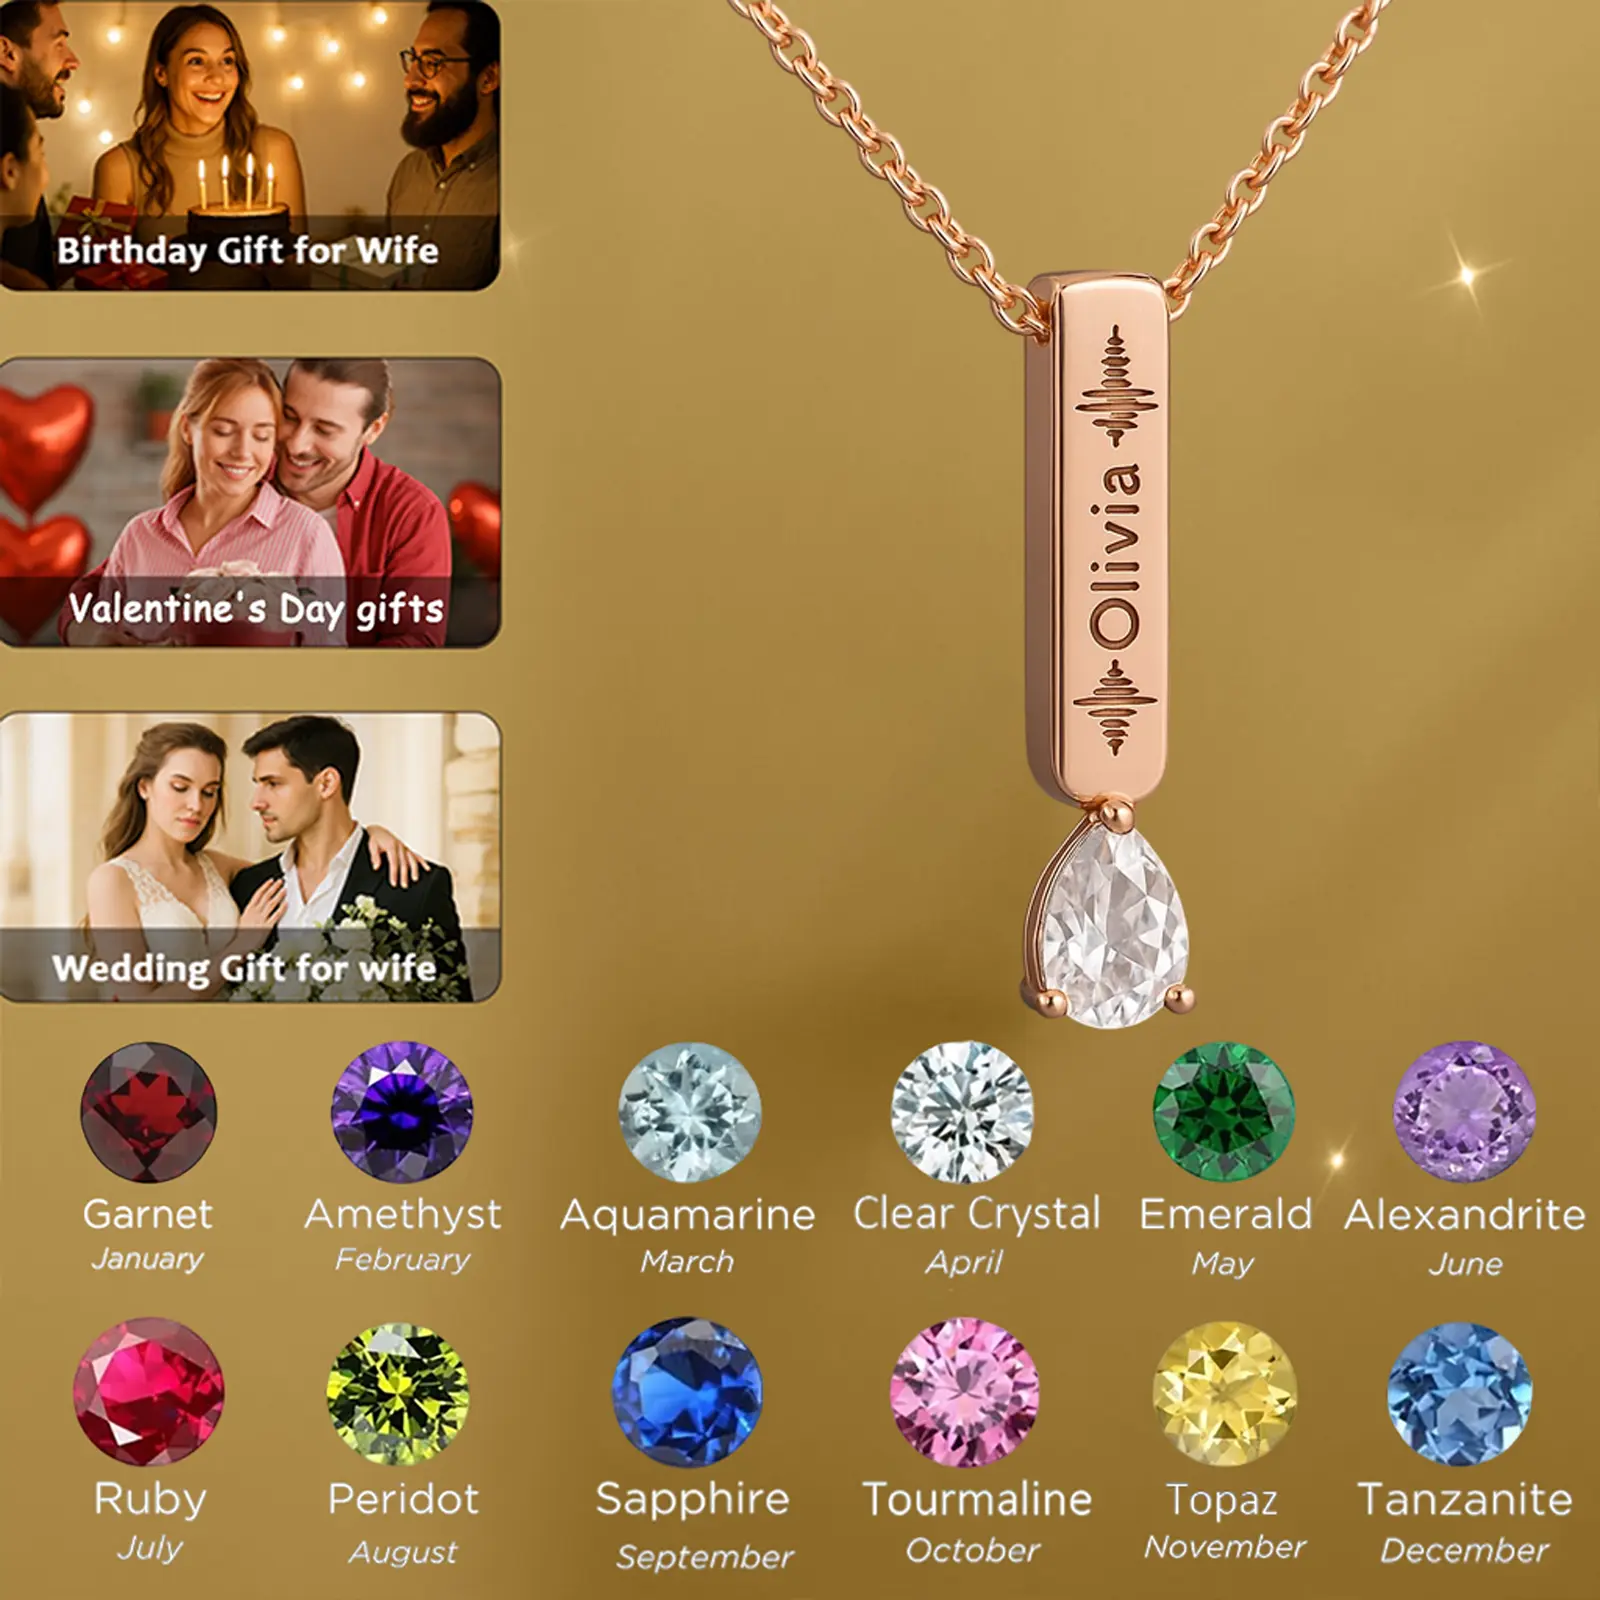 Birthday Gift for Wife
Valentine's Day gifts
Wedding Gift for wife
Olivia
Garnet
January
Amethyst
February
Aquamarine
March
Clear Crystal
April
Emerald
May
Alexandrite
June
Ruby
July
Peridot
August
Sapphire
September
Tourmaline
October
Topaz
November
Tanzanite
December